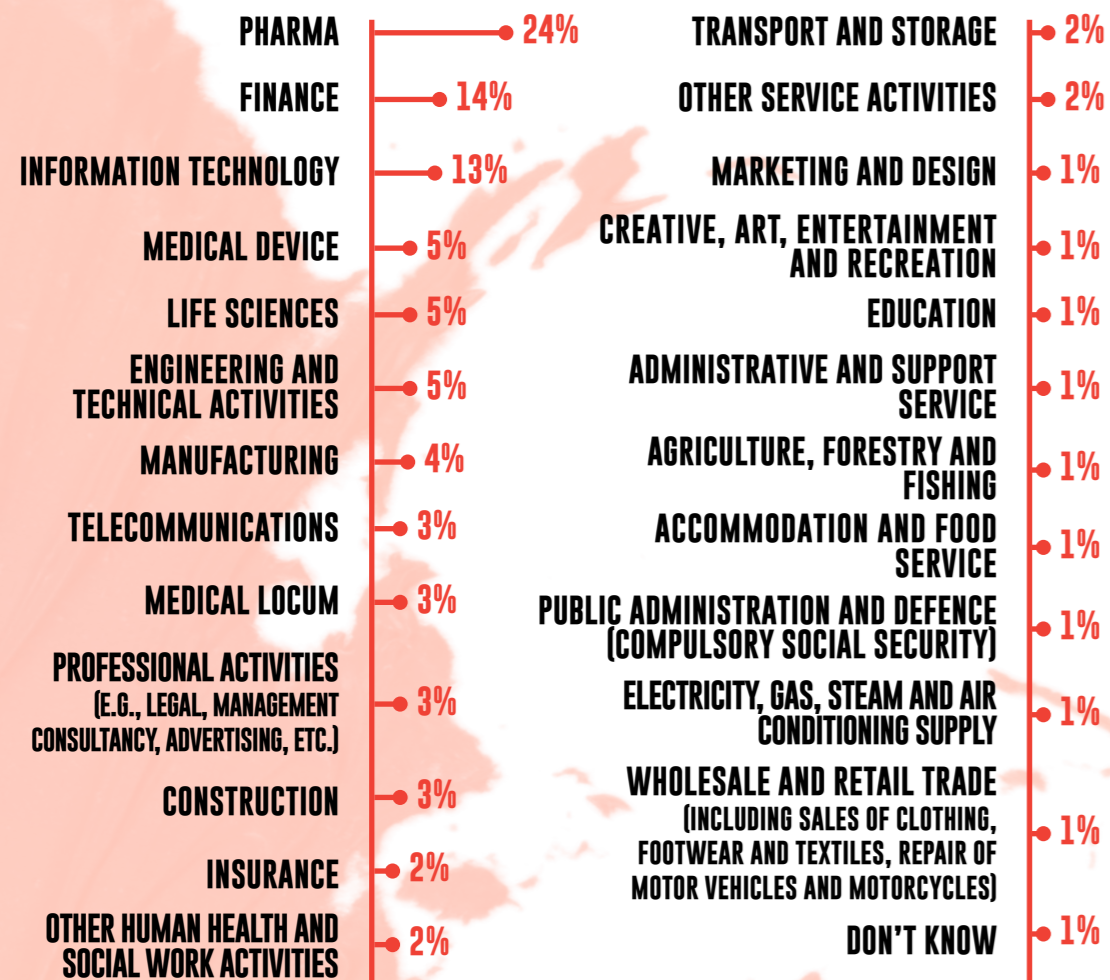 PHARMA 24%
FINANCE 14%
INFORMATION TECHNOLOGY 13%
MEDICAL DEVICE 5%
LIFE SCIENCES 5%
ENGINEERING AND
TECHNICAL ACTIVITIES 5%
MANUFACTURING 4%
TELECOMMUNICATIONS 3%
MEDICAL LOCUM 3%
PROFESSIONAL ACTIVITIES
(E.G., LEGAL, MANAGEMENT
CONSULTANCY, ADVERTISING, ETC.) 3%
CONSTRUCTION 3%
INSURANCE 2%
OTHER HUMAN HEALTH AND
SOCIAL WORK ACTIVITIES 2%
TRANSPORT AND STORAGE 2%
OTHER SERVICE ACTIVITIES 2%
MARKETING AND DESIGN 1%
CREATIVE, ART, ENTERTAINMENT
AND RECREATION 1%
EDUCATION 1%
ADMINISTRATIVE AND SUPPORT
SERVICE 1%
AGRICULTURE, FORESTRY AND
FISHING 1%
ACCOMMODATION AND FOOD
SERVICE 1%
PUBLIC ADMINISTRATION AND DEFENCE
(COMPULSORY SOCIAL SECURITY) 1%
ELECTRICITY, GAS, STEAM AND AIR
CONDITIONING SUPPLY 1%
WHOLESALE AND RETAIL TRADE
(INCLUDING SALES OF CLOTHING,
FOOTWEAR AND TEXTILES, REPAIR OF
MOTOR VEHICLES AND MOTORCYCLES) 1%
DON'T KNOW 1%